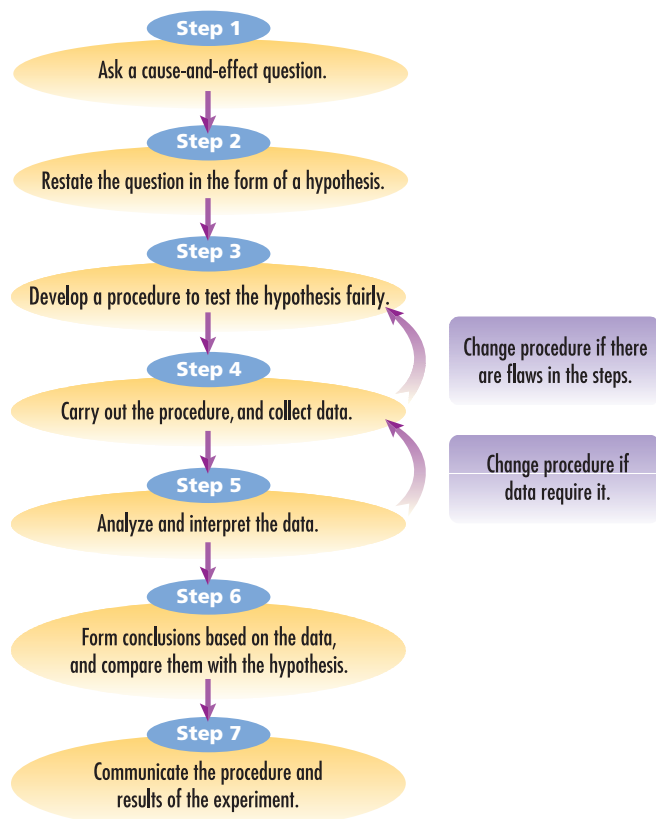 Step 1
Ask a cause-and-effect question.
Step 2
Restate the question in the form of a hypothesis.
Step 3
Develop a procedure to test the hypothesis fairly.
Change procedure if there
are flaws in the steps.
Step 4
Carry out the procedure, and collect data.
Change procedure if
data require it.
Step 5
Analyze and interpret the data.
Step 6
Form conclusions based on the data,
and compare them with the hypothesis.
Step 7
Communicate the procedure and
results of the experiment.